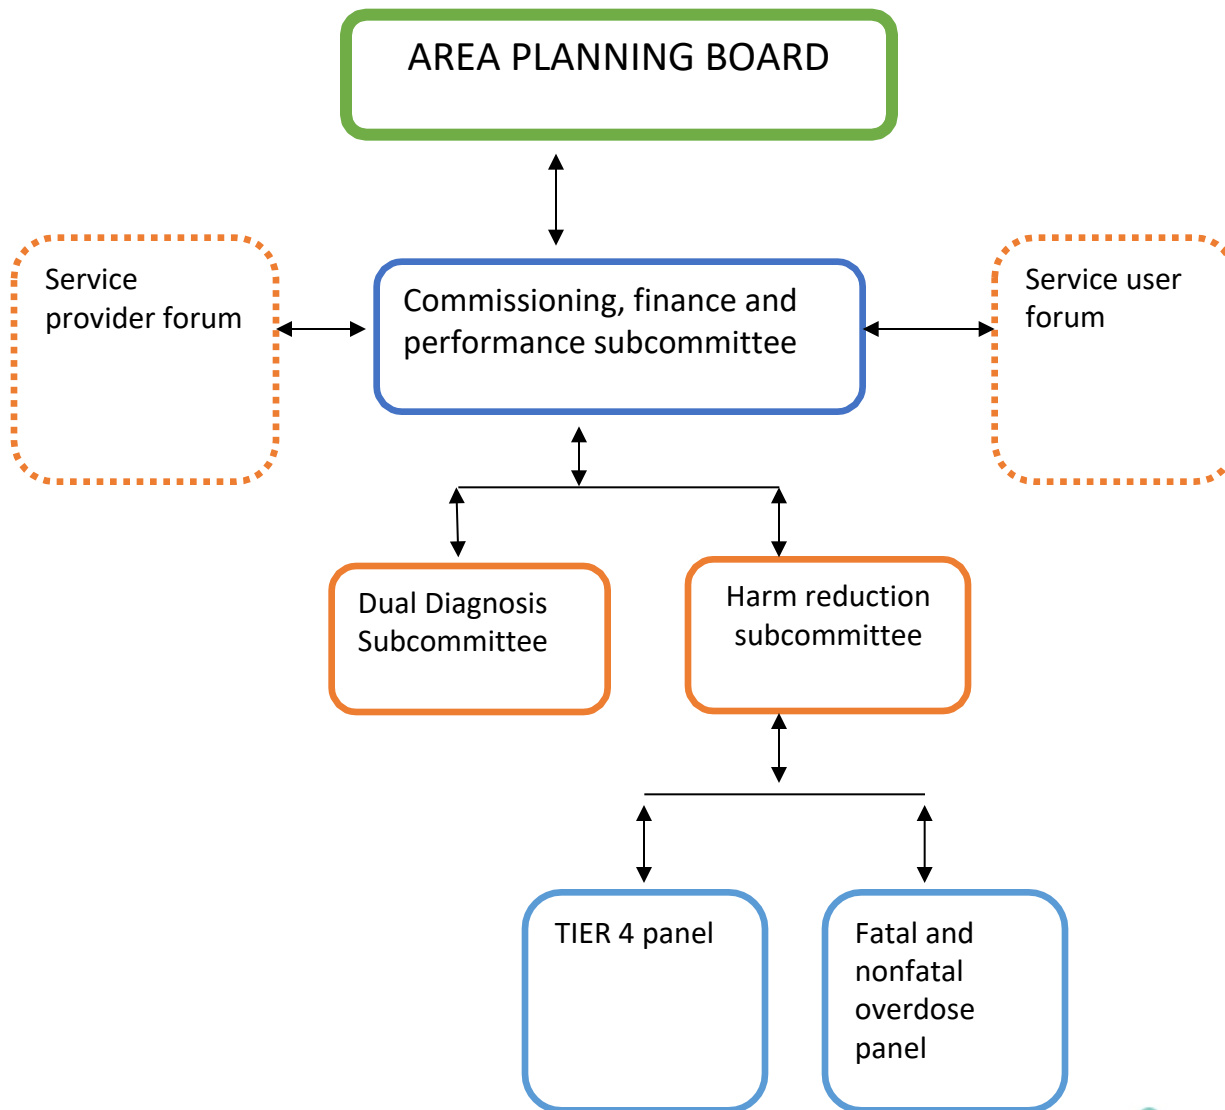 AREA PLANNING BOARD
Service
provider forum
Commissioning, finance and
performance subcommittee
Service user
forum
Dual Diagnosis
Subcommittee
Harm reduction
subcommittee
TIER 4 panel
Fatal and
nonfatal
overdose
panel